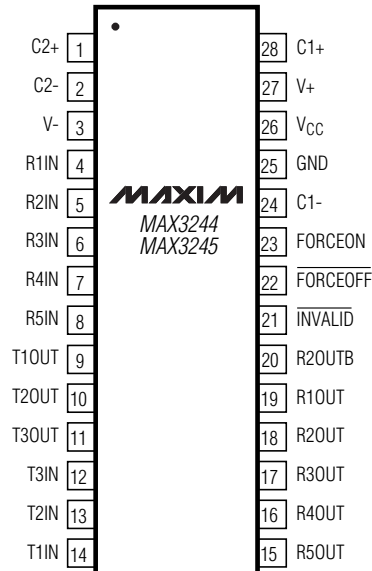 C2+ 1 28 C1+
C2- 2 27 V+
V- 3 26 VCC
R1IN 4 25 GND
R2IN 5 MAXIM 24 C1-
MAX3244
R3IN 6 MAX3245 23 FORCEON
R4IN 7 22 FORCEOFF
R5IN 8 21 INVALID
T1OUT 9 20 R2OUTB
T2OUT 10 19 R1OUT
T3OUT 11 18 R2OUT
T3IN 12 17 R3OUT
T2IN 13 16 R4OUT
T1IN 14 15 R5OUT